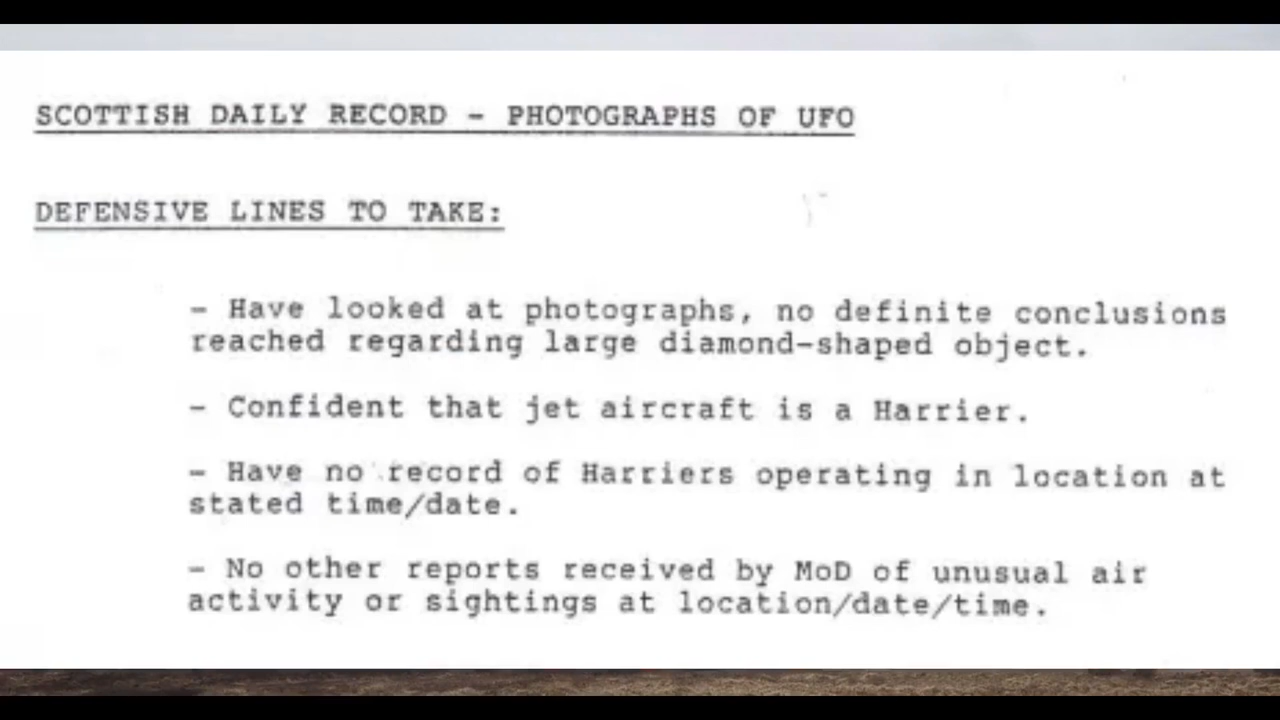 SCOTTISH DAILY RECORD - PHOTOGRAPHS OF UFO
DEFENSIVE LINES TO TAKE:
- Have looked at photographs, no definite conclusions
reached regarding large diamond-shaped object.
- Confident that jet aircraft is a Harrier.
- Have no record of Harriers operating in location at
stated time/date.
- No other reports received by MoD of unusual air
activity or sightings at location/date/time.